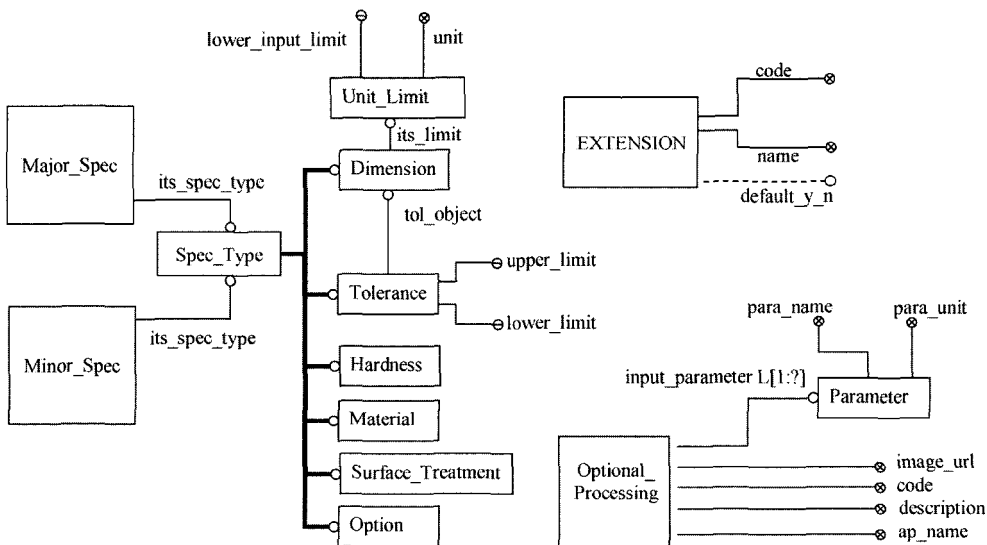 lower_input_limit
unit
Unit_Limit
its_limit
Major_Spec
Dimension
its_spec_type
tol_object
Spec_Type
upper_limit
Tolerance
lower_limit
its_spec_type
Minor_Spec
Hardness
Material
Surface_Treatment
Option
code
EXTENSION
name
default_y_n
para_name
para_unit
input_parameter L[1:?]
Parameter
Optional_
Processing
image_url
code
description
ap_name